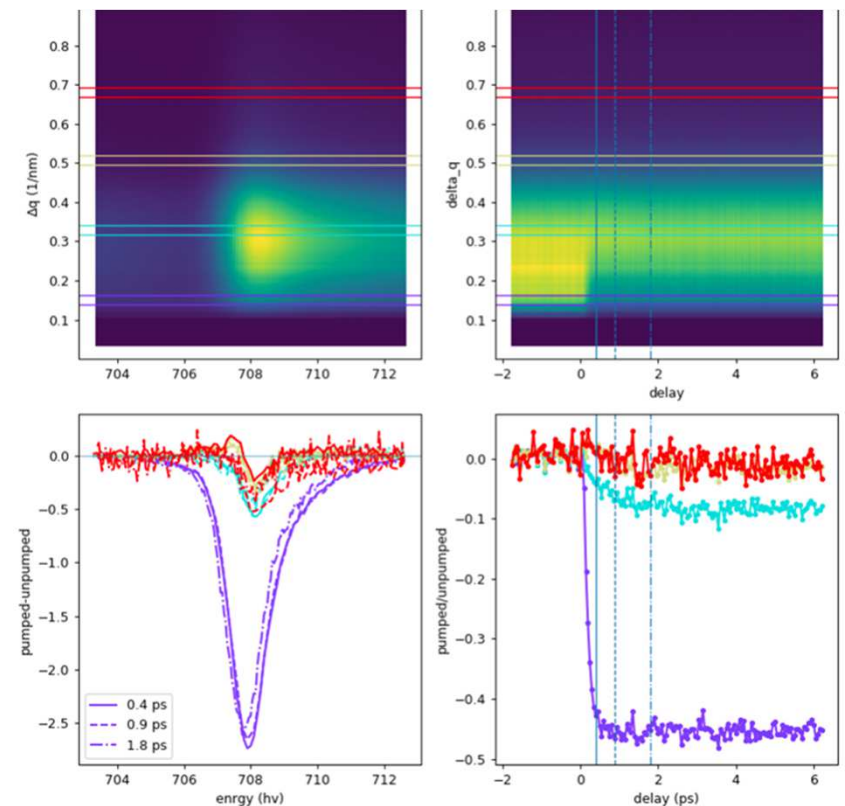 0.8
0.7
0.6
0.5
0.4
0.3
0.2
0.1
Δq (1/nm)
704 706 708 710 712
0.8
0.7
0.6
0.5
0.4
0.3
0.2
0.1
delta_q
−2 0 2 4 6
delay
0.0
−0.5
−1.0
−1.5
−2.0
−2.5
pumped-unpumped
0.4 ps
0.9 ps
1.8 ps
704 706 708 710 712
enrgy (hv)
0.0
−0.1
−0.2
−0.3
−0.4
−0.5
pumped/unpumped
−2 0 2 4 6
delay (ps)